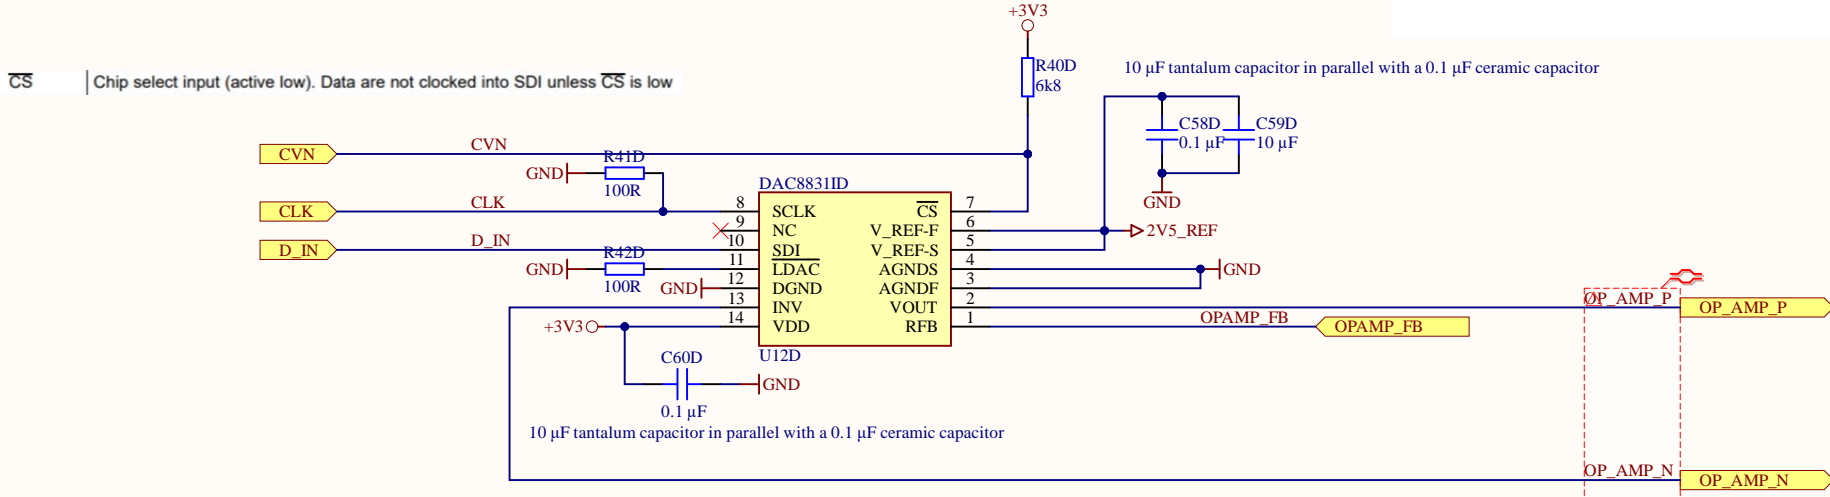 +3V3
R40D
6k8
10 µF tantalum capacitor in parallel with a 0.1 µF ceramic capacitor
CS Chip select input (active low). Data are not clocked into SDI unless CS is low
C58D
0.1 µF
C59D
10 µF
GND
CVN
CVN
R41D
GND
100R
DAC8831ID
CLK
CLK
8 SCLK
CS 7
9 NC
V_REF-F 6
2V5_REF
D_IN
D_IN
10 SDI
V_REF-S 5
R42D
GND
100R
11 LDAC
AGNDS 4
GND
GND
12 DGND
AGNDF 3
13 INV
VOUT 2
OP_AMP_P
OP_AMP_P
+3V3
14 VDD
RFB 1
OPAMP_FB
OPAMP_FB
U12D
C60D
GND
0.1 µF
10 µF tantalum capacitor in parallel with a 0.1 µF ceramic capacitor
OP_AMP_N
OP_AMP_N